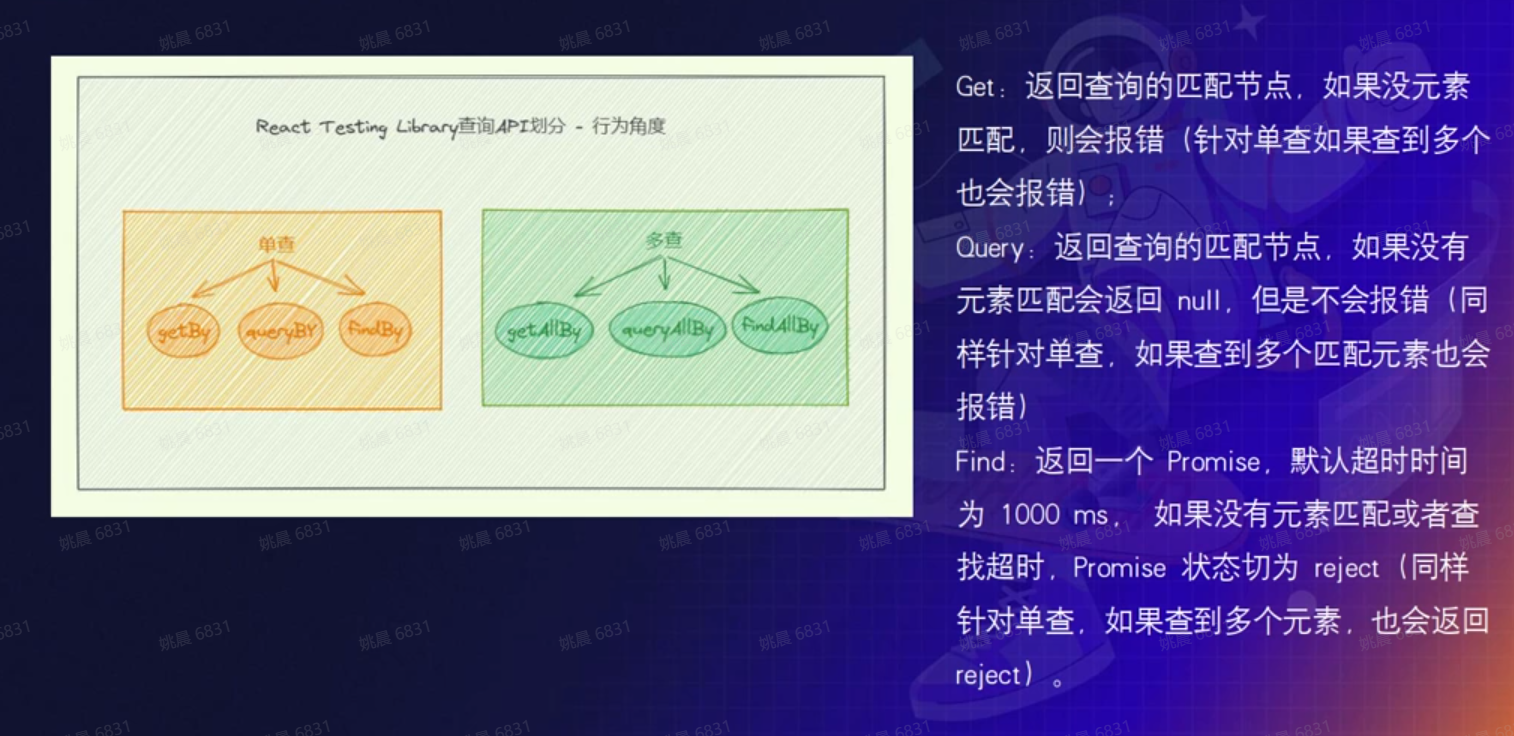 React Testing Library查询API划分 - 行为角度
单查
getBy
queryBY
findBy
多查
getAllBy
queryAllBy
findAllBy
Get：返回查询的匹配节点，如果没元素
匹配，则会报错（针对单查如果查到多个
也会报错）；
Query：返回查询的匹配节点，如果没有
元素匹配会返回 null，但是不会报错（同
样针对单查，如果查到多个匹配元素也会
报错）
Find：返回一个 Promise，默认超时时间
为 1000 ms， 如果没有元素匹配或者查
找超时，Promise 状态切为 reject（同样
针对单查，如果查到多个元素，也会返回
reject）。
姚晨 6831